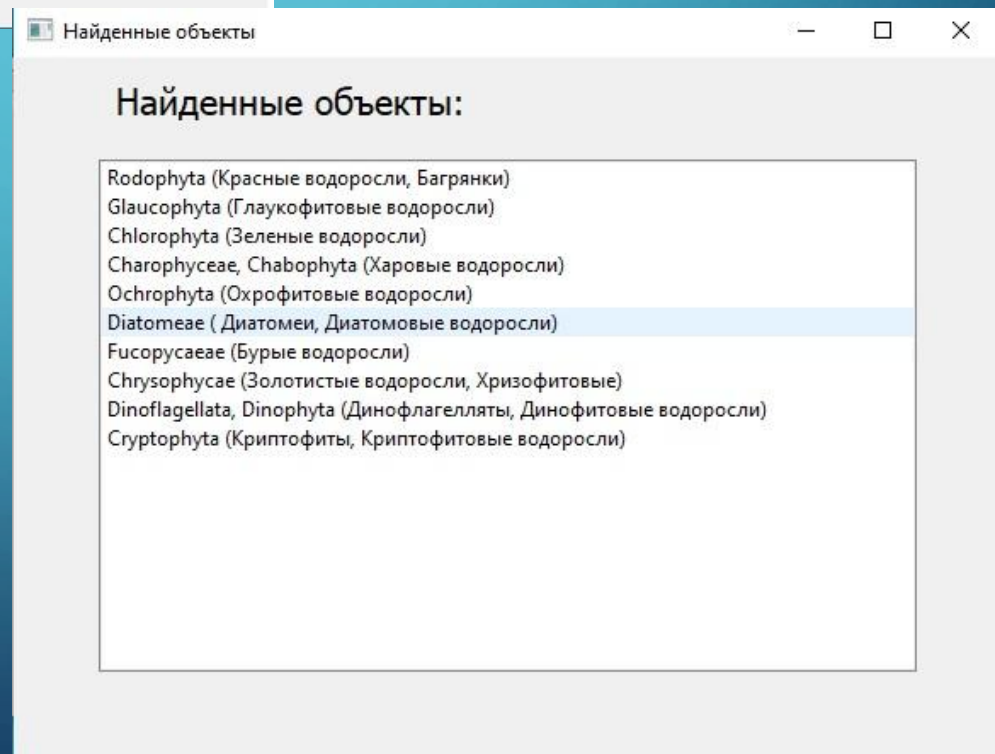 Найденные объекты
Найденные объекты:
Rodophyta (Красные водоросли, Багрянки)
Glaucophyta (Глаукофитовые водоросли)
Chlorophyta (Зеленые водоросли)
Charophyceae, Chabophyta (Харовые водоросли)
Ochrophyta (Охрофитовые водоросли)
Diatomeae ( Диатомеи, Диатомовые водоросли)
Fucopycaeae (Бурые водоросли)
Chrysophycae (Золотистые водоросли, Хризофитовые)
Dinoflagellata, Dinophyta (Динофлагелляты, Динофитовые водоросли)
Cryptophyta (Криптофиты, Криптофитовые водоросли)